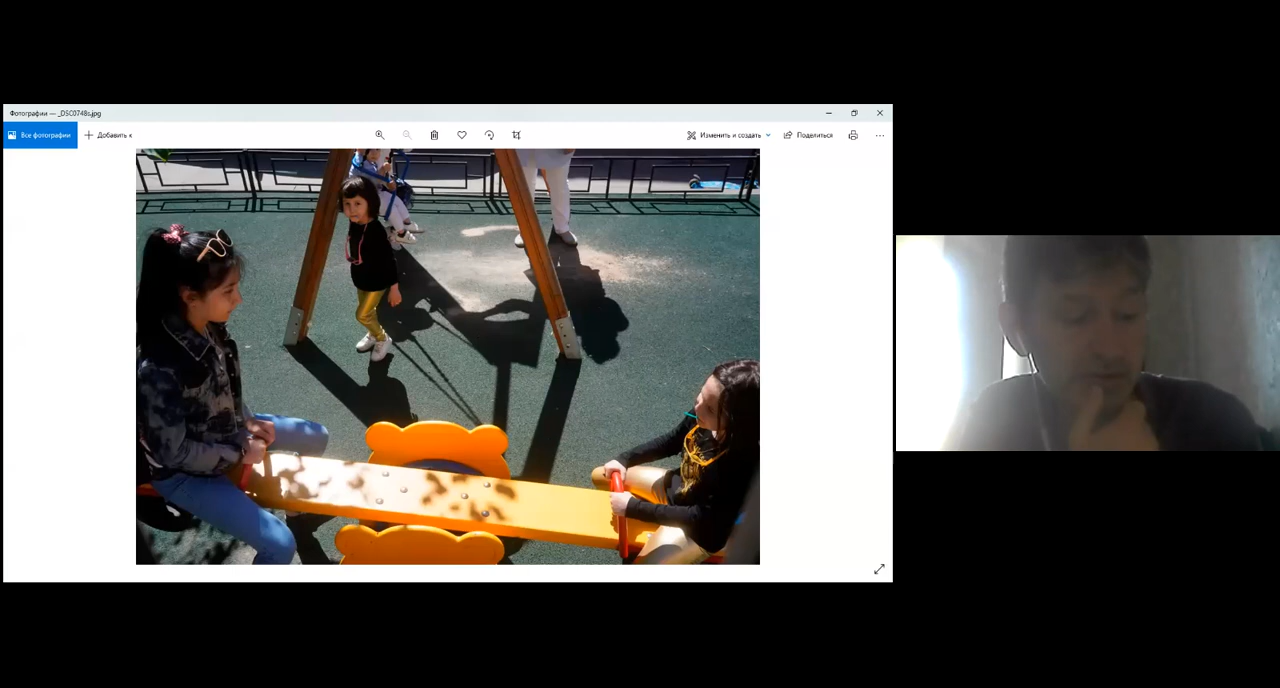 Фотографии — _DSC0748s.jpg
Все фотографии
Добавить к
Изменить и создать
Поделиться